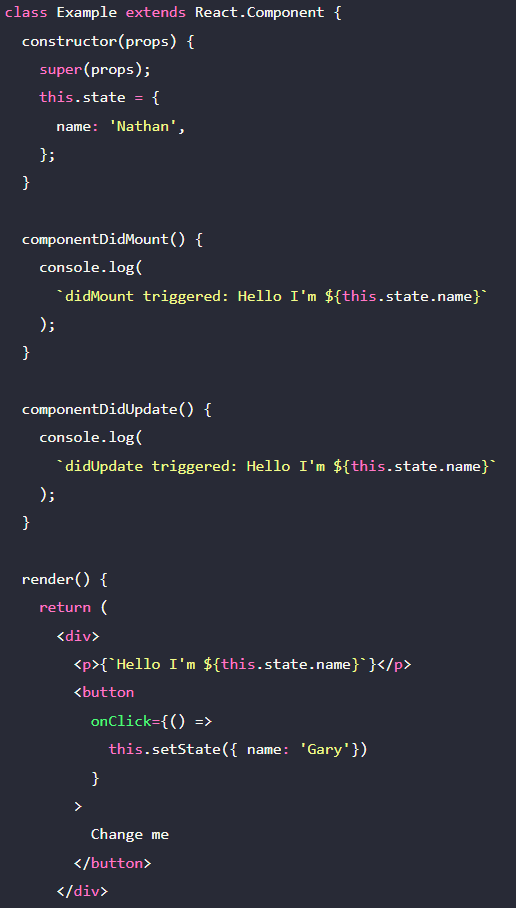 class Example extends React.Component {
  constructor(props) {
    super(props);
    this.state = {
      name: 'Nathan',
    };
  }

  componentDidMount() {
    console.log(
      `didMount triggered: Hello I'm ${this.state.name}`
    );
  }

  componentDidUpdate() {
    console.log(
      `didUpdate triggered: Hello I'm ${this.state.name}`
    );
  }

  render() {
    return (
      <div>
        <p>{`Hello I'm ${this.state.name}`}</p>
        <button
          onClick={() =>
            this.setState({ name: 'Gary'})
          }
        >
          Change me
        </button>
      </div>